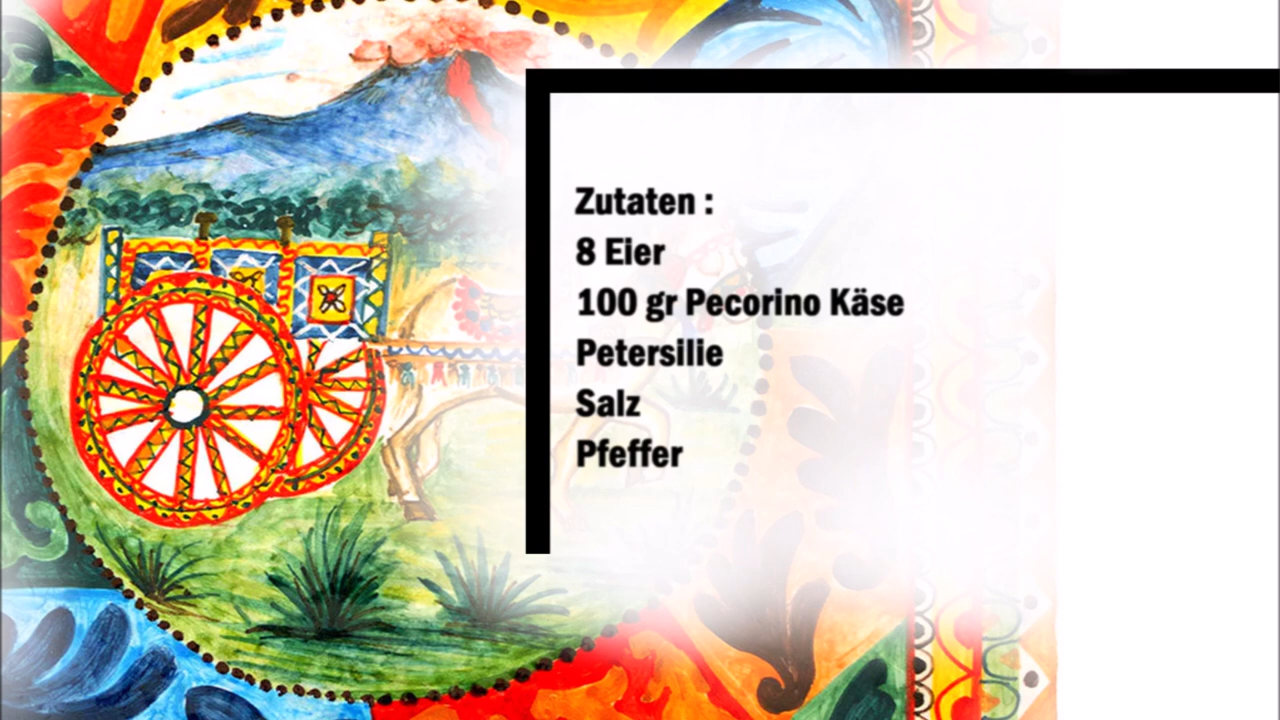 Zutaten :
8 Eier
100 gr Pecorino Käse
Petersilie
Salz
Pfeffer